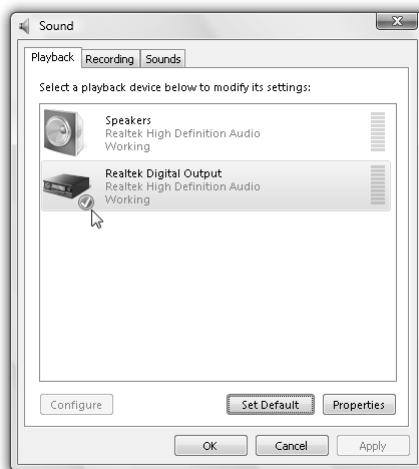 Sound
Playback Recording Sounds
Select a playback device below to modify its settings:
Speakers
Realtek High Definition Audio
Working
Realtek Digital Output
Realtek High Definition Audio
Working
Configure Set Default Properties
OK Cancel Apply